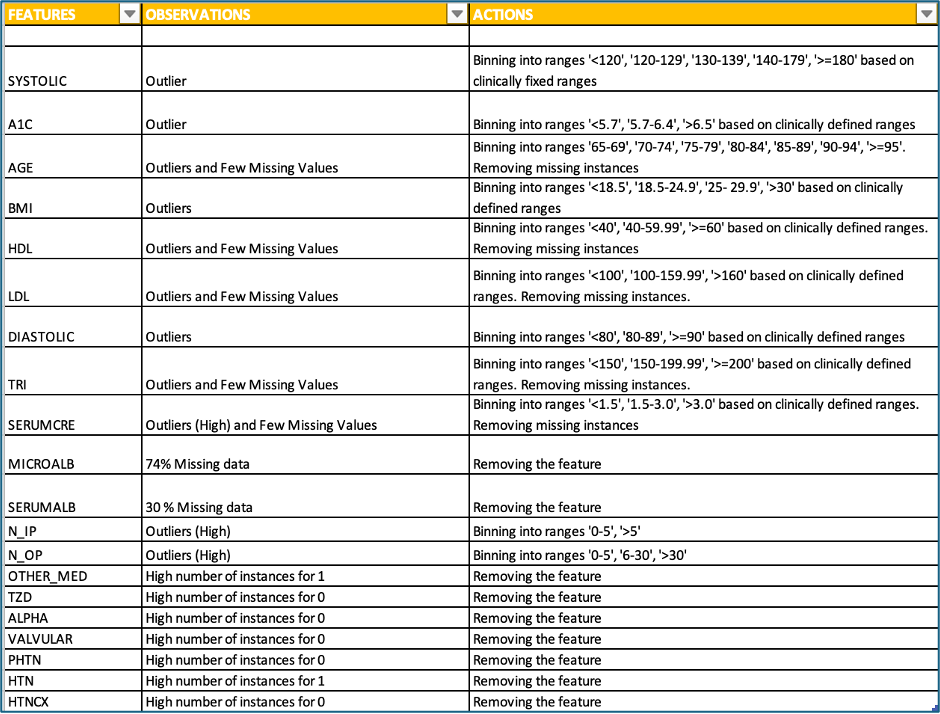 FEATURES OBSERVATIONS ACTIONS
SYSTOLIC Outlier Binning into ranges '<120', '120-129', '130-139', '140-179', '>=180' based on
clinically fixed ranges
A1C Outlier Binning into ranges '<5.7', '5.7-6.4', '>6.5' based on clinically defined ranges
AGE Outliers and Few Missing Values Binning into ranges '65-69', '70-74', '75-79', '80-84', '85-89', '90-94', '>=95'.
Removing missing instances
BMI Outliers Binning into ranges '<18.5', '18.5-24.9', '25- 29.9', '>30' based on clinically
defined ranges
HDL Outliers and Few Missing Values Binning into ranges '<40', '40-59.99', '>=60' based on clinically defined ranges.
Removing missing instances
LDL Outliers and Few Missing Values Binning into ranges '<100', '100-159.99', '>160' based on clinically defined
ranges. Removing missing instances.
DIASTOLIC Outliers Binning into ranges '<80', '80-89', '>=90' based on clinically defined ranges
TRI Outliers and Few Missing Values Binning into ranges '<150', '150-199.99', '>=200' based on clinically defined
ranges. Removing missing instances.
SERUMCRE Outliers (High) and Few Missing Values Binning into ranges '<1.5', '1.5-3.0', '>3.0' based on clinically defined ranges.
Removing missing instances
MICROALB 74% Missing data Removing the feature
SERUMALB 30 % Missing data Removing the feature
N_IP Outliers (High) Binning into ranges '0-5', '>5'
N_OP Outliers (High) Binning into ranges '0-5', '6-30', '>30'
OTHER_MED High number of instances for 1 Removing the feature
TZD High number of instances for 0 Removing the feature
ALPHA High number of instances for 0 Removing the feature
VALVULAR High number of instances for 0 Removing the feature
PHTN High number of instances for 0 Removing the feature
HTN High number of instances for 1 Removing the feature
HTNCX High number of instances for 0 Removing the feature